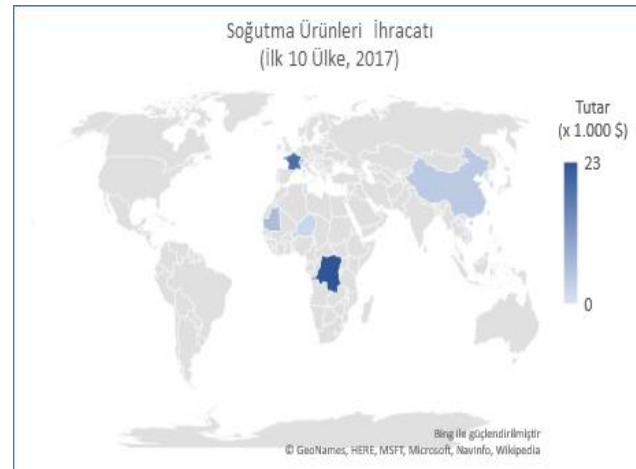 Soğutma Ürünleri İhracatı
(İlk 10 Ülke, 2017)
Tutar
(x 1.000 $)
23
0
Bing ile güçlendirilmiştir
© GeoNames, HERE, MSFT, Microsoft, NavInfo, Wikipedia